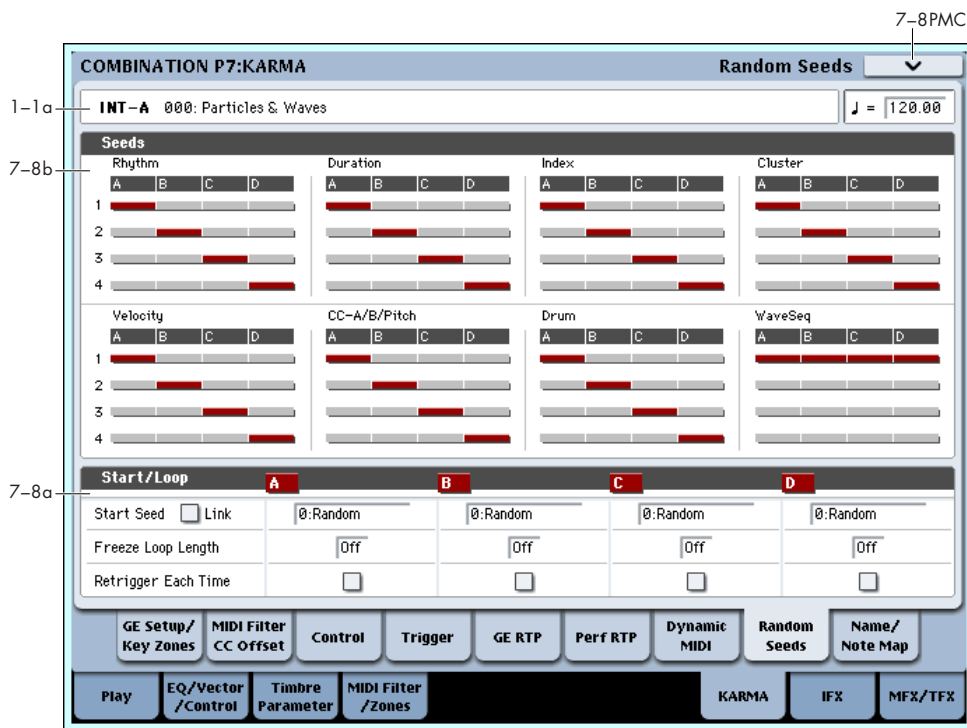 7-8PMC
COMBINATION P7:KARMA Random Seeds
1-1a INT-A 000: Particles & Waves ♩ = 120.00
Seeds
7-8b
Rhythm Duration Index Cluster
A B C D A B C D A B C D A B C D
1
2
3
4
Velocity CC-A/B/Pitch Drum WaveSeq
A B C D A B C D A B C D A B C D
1
2
3
4
Start/Loop A B C D
7-8a
Start Seed Link 0:Random 0:Random 0:Random 0:Random
Freeze Loop Length Off Off Off Off
Retrigger Each Time
GE Setup/ MIDI Filter Control Trigger GE RTP Perf RTP Dynamic Random Name/
Key Zones CC Offset MIDI Seeds Note Map
Play EQ/Vector Timbre MIDI Filter KARMA IFX MFX/TFX
/Control Parameter /Zones